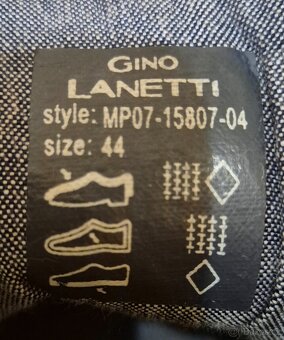 GINO
LANETTI
style: MP07-15807-04
size: 44